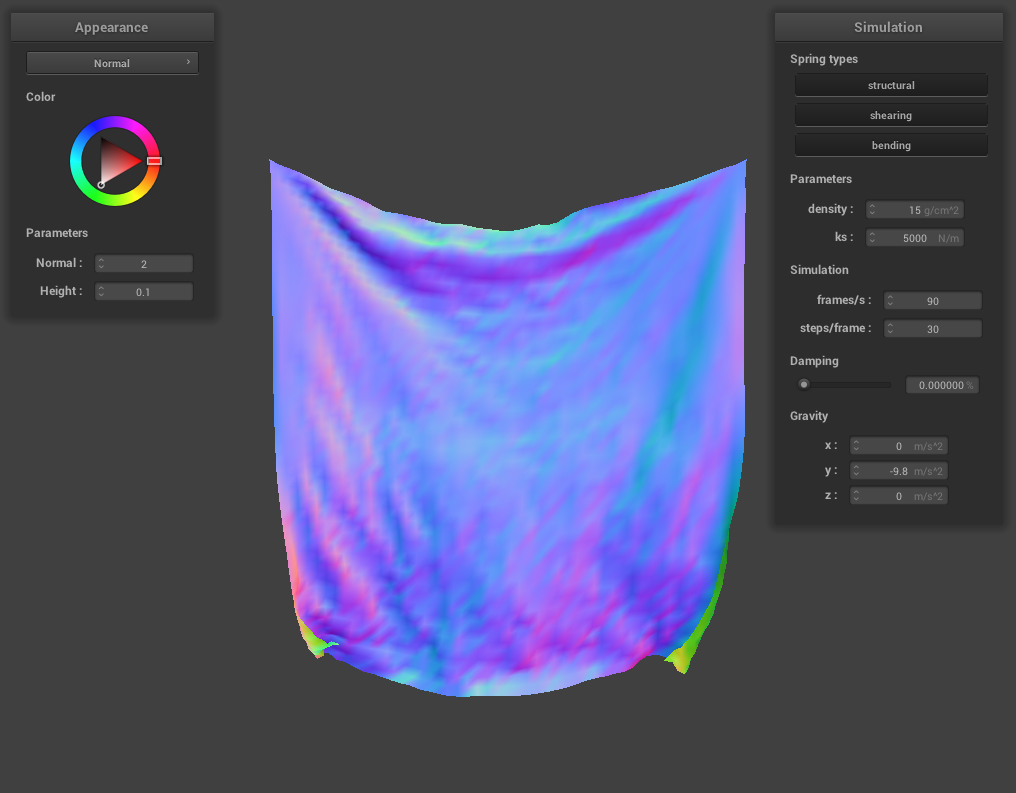 Appearance
Normal ›
Color
Parameters
Normal : 2
Height : 0.1
Simulation
Spring types
structural
shearing
bending
Parameters
density : 15 g/cm^2
ks : 5000 N/m
Simulation
frames/s : 90
steps/frame : 30
Damping
0.000000 %
Gravity
x : 0 m/s^2
y : -9.8 m/s^2
z : 0 m/s^2